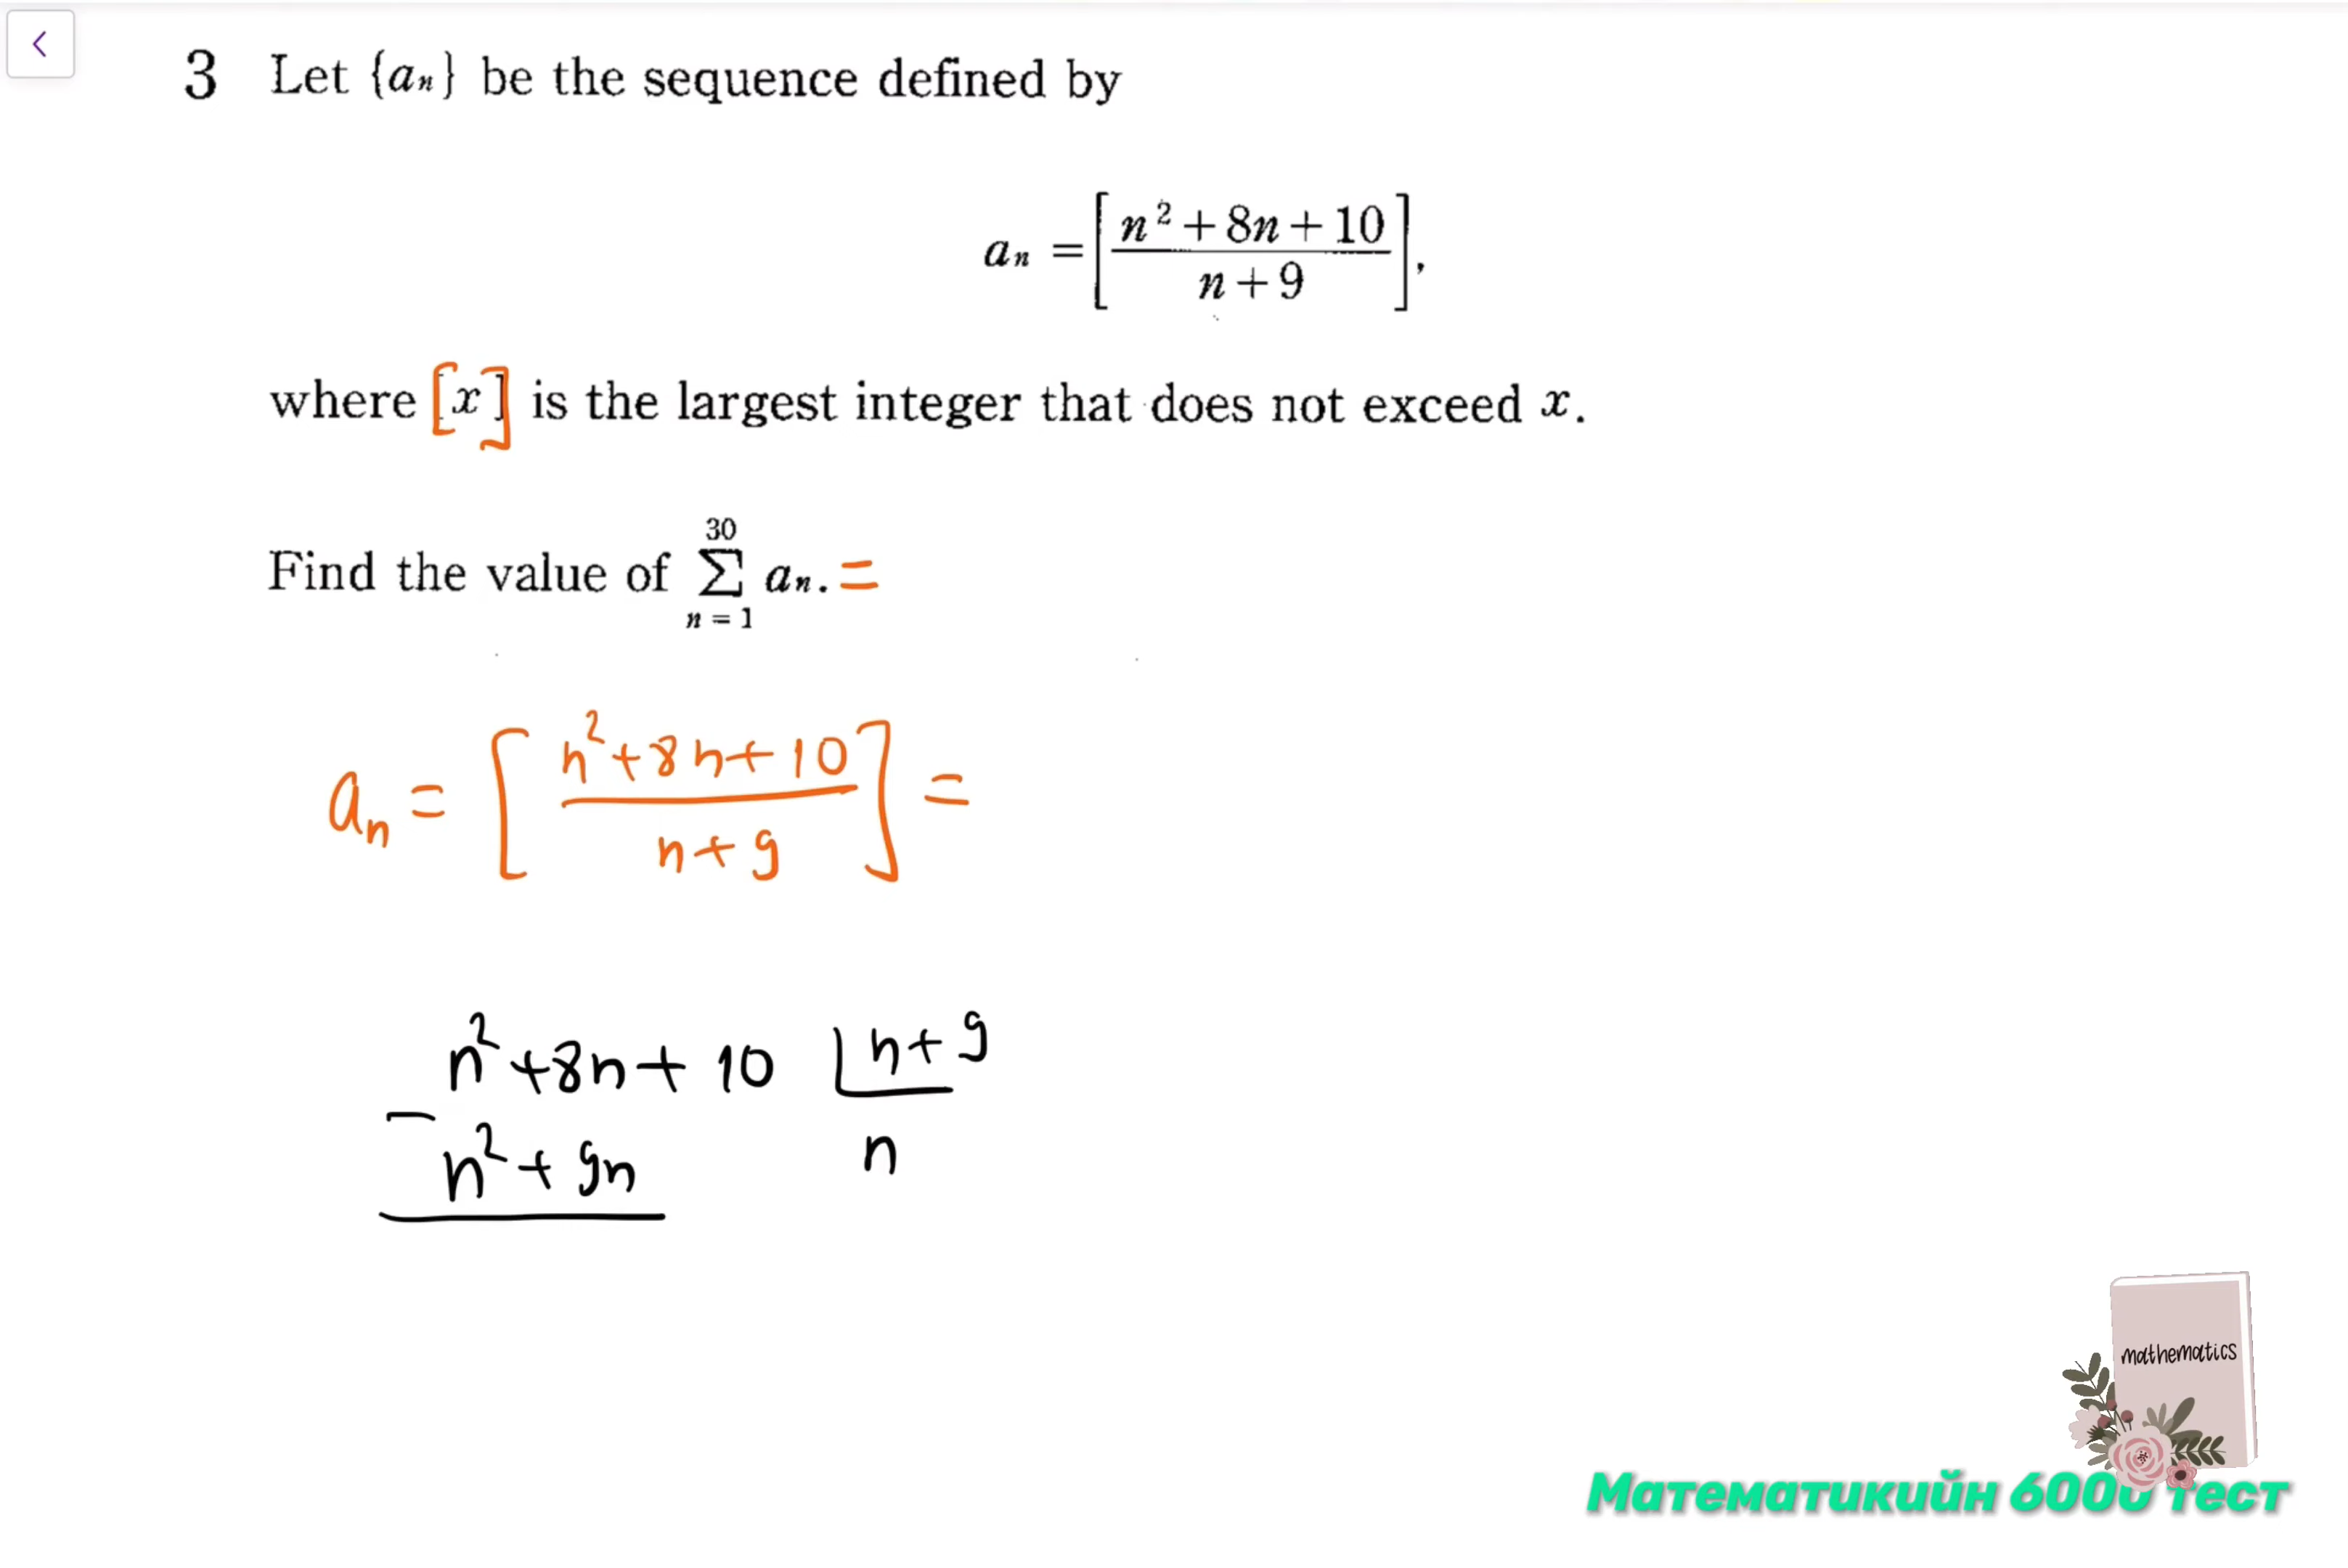 3 Let {aₙ} be the sequence defined by
aₙ = [ (n² + 8n + 10) / (n + 9) ],
where [x] is the largest integer that does not exceed x.
Find the value of ∑_{n = 1}^{30} aₙ. =
aₙ = [ (n² + 8n + 10) / (n + 9) ] =
n² + 8n + 10 | n + 9
− n² + 9n n
mathematics
Математикийн 6000 тест